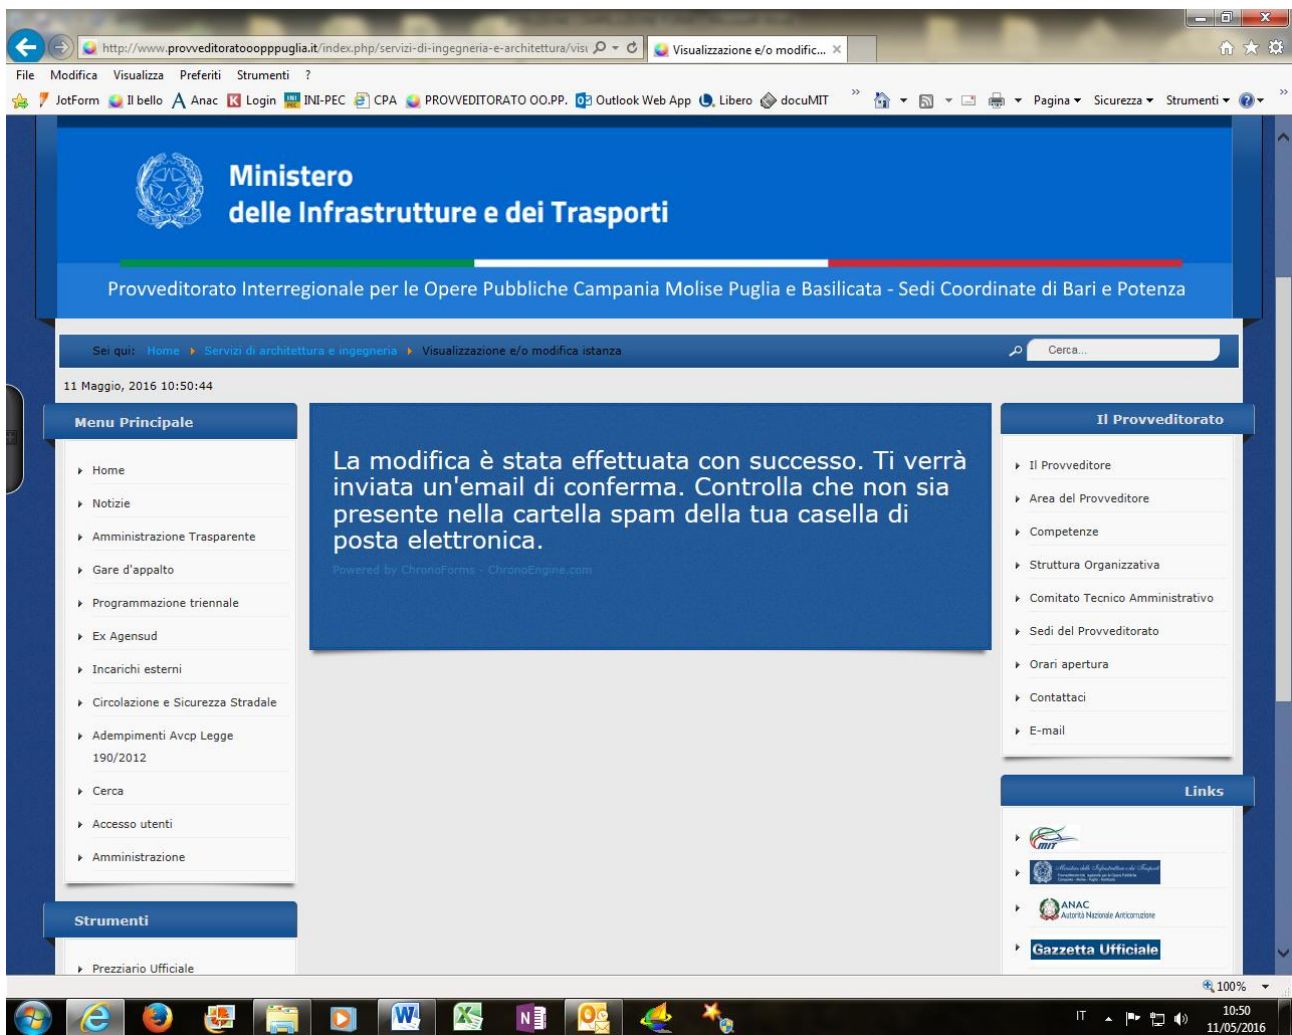 http://www.provveditoratooopppuglia.it/index.php/servizi-di-ingegneria-e-architettura/visu
Visualizzazione e/o modific...
File Modifica Visualizza Preferiti Strumenti ?
JotForm Il bello Anac Login INI-PEC CPA PROVVEDITORATO OO.PP. Outlook Web App Libero docuMIT
Pagina Sicurezza Strumenti
Ministero
delle Infrastrutture e dei Trasporti
Provveditorato Interregionale per le Opere Pubbliche Campania Molise Puglia e Basilicata - Sedi Coordinate di Bari e Potenza
Sei qui: Home Servizi di architettura e ingegneria Visualizzazione e/o modifica istanza
Cerca...
11 Maggio, 2016 10:50:44
Menu Principale
Home
Notizie
Amministrazione Trasparente
Gare d'appalto
Programmazione triennale
Ex Agensud
Incarichi esterni
Circolazione e Sicurezza Stradale
Adempimenti Avcp Legge
190/2012
Cerca
Accesso utenti
Amministrazione
Strumenti
Prezziario Ufficiale
La modifica è stata effettuata con successo. Ti verrà
inviata un'email di conferma. Controlla che non sia
presente nella cartella spam della tua casella di
posta elettronica.
Powered by ChronoForms - ChronoEngine.com
Il Provveditorato
Il Provveditore
Area del Provveditore
Competenze
Struttura Organizzativa
Comitato Tecnico Amministrativo
Sedi del Provveditorato
Orari apertura
Contattaci
E-mail
Links
MIT
ANAC
Autorità Nazionale Anticorruzione
Gazzetta Ufficiale
100%
IT
10:50
11/05/2016